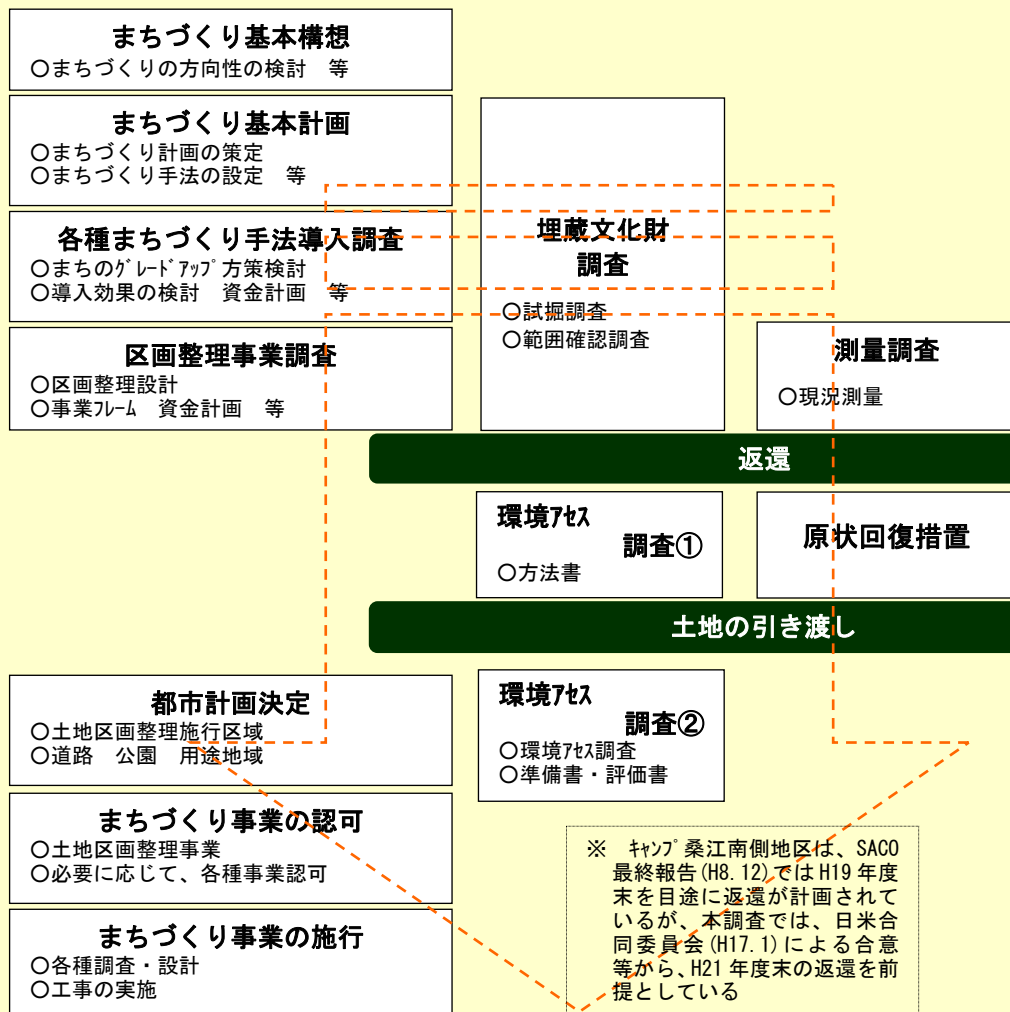 まちづくり基本構想
○まちづくりの方向性の検討　等
まちづくり基本計画
○まちづくり計画の策定
○まちづくり手法の設定　等
各種まちづくり手法導入調査
○まちのｸﾞﾚｰﾄﾞｱｯﾌﾟ方策検討
○導入効果の検討　資金計画　等
区画整理事業調査
○区画整理設計
○事業ﾌﾚｰﾑ　資金計画　等
埋蔵文化財
調査
○試掘調査
○範囲確認調査
測量調査
○現況測量
返還
環境ｱｾｽ
調査①
○方法書
原状回復措置
土地の引き渡し
都市計画決定
○土地区画整理施行区域
○道路　公園　用途地域
環境ｱｾｽ
調査②
○環境ｱｾｽ調査
○準備書・評価書
まちづくり事業の認可
○土地区画整理事業
○必要に応じて、各種事業認可
まちづくり事業の施行
○各種調査・設計
○工事の実施
※　ｷｬﾝﾌﾟ桑江南側地区は、SACO
最終報告(H8.12)ではH19年度
末を目途に返還が計画されて
いるが、本調査では、日米合
同委員会(H17.1)による合意
等から、H21年度末の返還を前
提としている